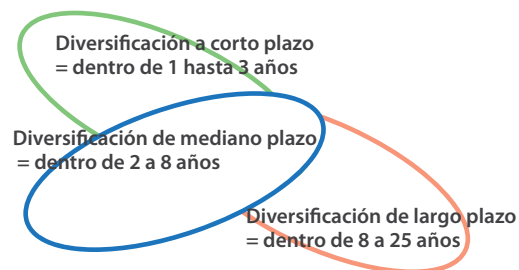 Diversificación a corto plazo
= dentro de 1 hasta 3 años
Diversificación de mediano plazo
= dentro de 2 a 8 años
Diversificación de largo plazo
= dentro de 8 a 25 años